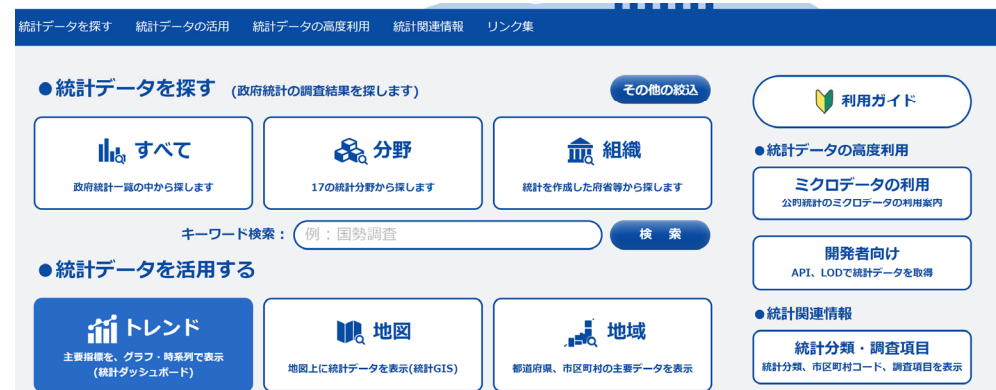 統計データを探す 統計データの活用 統計データの高度利用 統計関連情報 リンク集
●統計データを探す (政府統計の調査結果を探します) その他の絞込
すべて
政府統計一覧の中から探します
分野
17の統計分野から探します
組織
統計を作成した府省等から探します
キーワード検索： 例：国勢調査 検 索
●統計データを活用する
トレンド
主要指標を、グラフ・時系列で表示
(統計ダッシュボード)
地図
地図上に統計データを表示(統計GIS)
地域
都道府県、市区町村の主要データを表示
利用ガイド
●統計データの高度利用
ミクロデータの利用
公的統計のミクロデータの利用案内
開発者向け
API、LODで統計データを取得
●統計関連情報
統計分類・調査項目
統計分類、市区町村コード、調査項目を表示